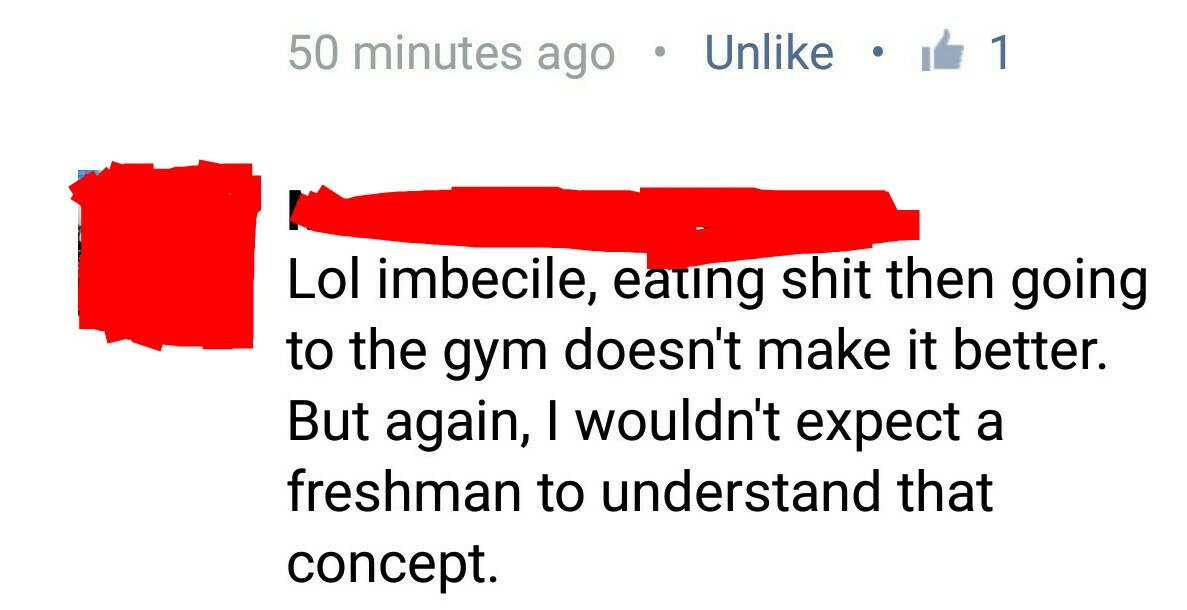 50 minutes ago • Unlike • 1
Lol imbecile, eating shit then going
to the gym doesn't make it better.
But again, I wouldn't expect a
freshman to understand that
concept.